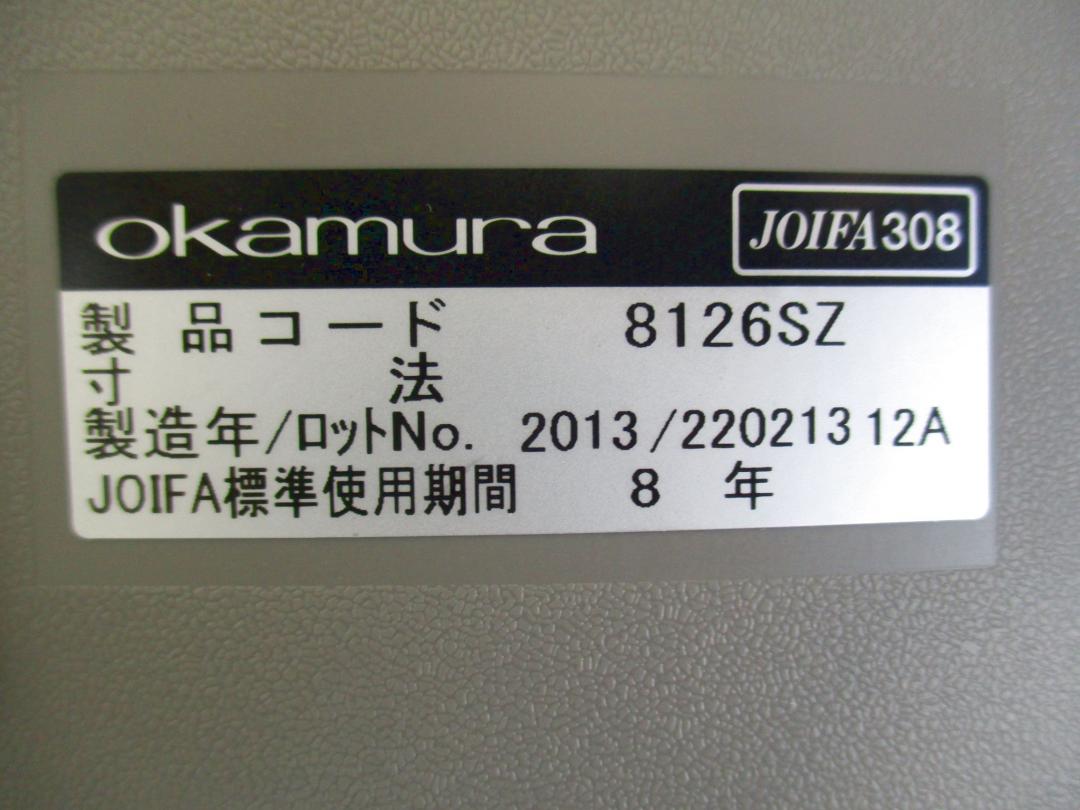 okamura JOIFA308
製品コード 8126SZ
寸法
製造年/ロットNo. 2013/22021312A
JOIFA標準使用期間 8 年